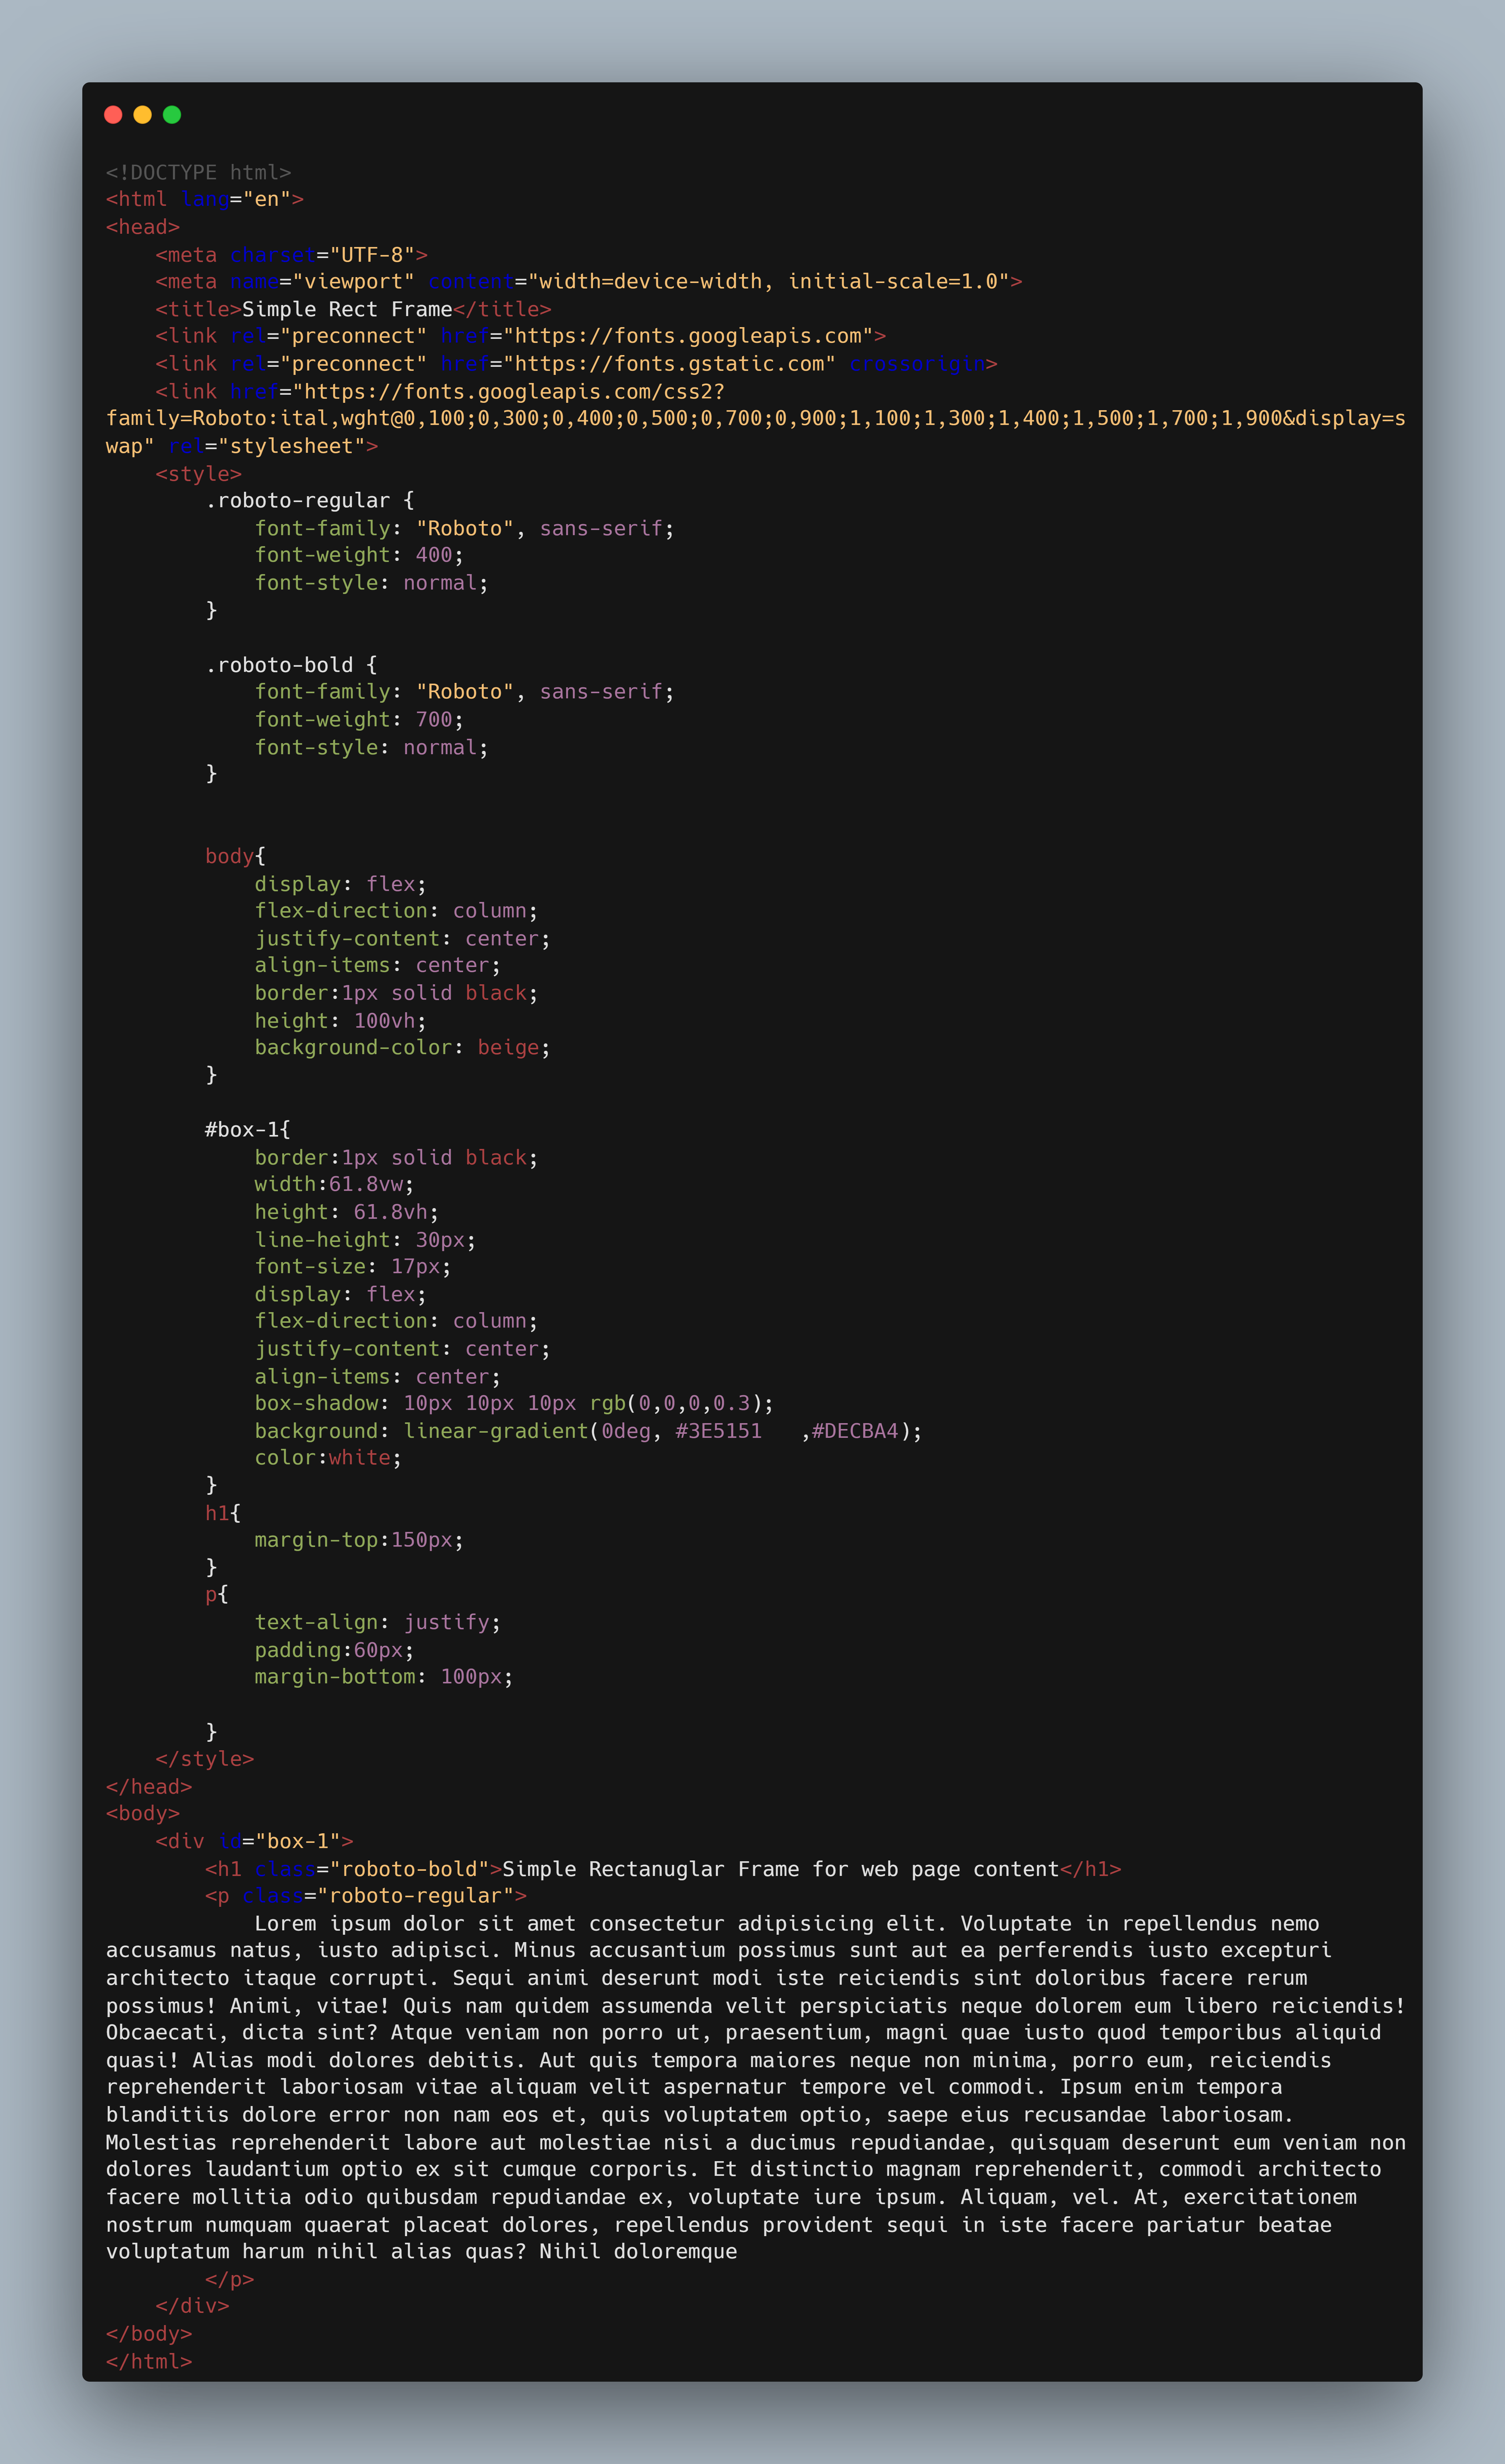 <!DOCTYPE html>
<html lang="en">
<head>
    <meta charset="UTF-8">
    <meta name="viewport" content="width=device-width, initial-scale=1.0">
    <title>Simple Rect Frame</title>
    <link rel="preconnect" href="https://fonts.googleapis.com">
    <link rel="preconnect" href="https://fonts.gstatic.com" crossorigin>
    <link href="https://fonts.googleapis.com/css2?
family=Roboto:ital,wght@0,100;0,300;0,400;0,500;0,700;0,900;1,100;1,300;1,400;1,500;1,700;1,900&display=s
wap" rel="stylesheet">
    <style>
        .roboto-regular {
            font-family: "Roboto", sans-serif;
            font-weight: 400;
            font-style: normal;
        }

        .roboto-bold {
            font-family: "Roboto", sans-serif;
            font-weight: 700;
            font-style: normal;
        }


        body{
            display: flex;
            flex-direction: column;
            justify-content: center;
            align-items: center;
            border:1px solid black;
            height: 100vh;
            background-color: beige;
        }

        #box-1{
            border:1px solid black;
            width:61.8vw;
            height: 61.8vh;
            line-height: 30px;
            font-size: 17px;
            display: flex;
            flex-direction: column;
            justify-content: center;
            align-items: center;
            box-shadow: 10px 10px 10px rgb(0,0,0,0.3);
            background: linear-gradient(0deg, #3E5151   ,#DECBA4);
            color:white;
        }
        h1{
            margin-top:150px;
        }
        p{
            text-align: justify;
            padding:60px;
            margin-bottom: 100px;

        }
    </style>
</head>
<body>
    <div id="box-1">
        <h1 class="roboto-bold">Simple Rectanuglar Frame for web page content</h1>
        <p class="roboto-regular">
            Lorem ipsum dolor sit amet consectetur adipisicing elit. Voluptate in repellendus nemo
accusamus natus, iusto adipisci. Minus accusantium possimus sunt aut ea perferendis iusto excepturi
architecto itaque corrupti. Sequi animi deserunt modi iste reiciendis sint doloribus facere rerum
possimus! Animi, vitae! Quis nam quidem assumenda velit perspiciatis neque dolorem eum libero reiciendis!
Obcaecati, dicta sint? Atque veniam non porro ut, praesentium, magni quae iusto quod temporibus aliquid
quasi! Alias modi dolores debitis. Aut quis tempora maiores neque non minima, porro eum, reiciendis
reprehenderit laboriosam vitae aliquam velit aspernatur tempore vel commodi. Ipsum enim tempora
blanditiis dolore error non nam eos et, quis voluptatem optio, saepe eius recusandae laboriosam.
Molestias reprehenderit labore aut molestiae nisi a ducimus repudiandae, quisquam deserunt eum veniam non
dolores laudantium optio ex sit cumque corporis. Et distinctio magnam reprehenderit, commodi architecto
facere mollitia odio quibusdam repudiandae ex, voluptate iure ipsum. Aliquam, vel. At, exercitationem
nostrum numquam quaerat placeat dolores, repellendus provident sequi in iste facere pariatur beatae
voluptatum harum nihil alias quas? Nihil doloremque
        </p>
    </div>
</body>
</html>